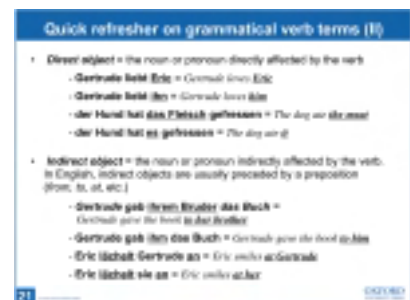 Quick refresher on grammatical verb terms (II)
• Direct object = the noun or pronoun directly affected by the verb
- Gertrude liebt Eric = Gertrude loves Eric
- Gertrude liebt ihn = Gertrude loves him
- der Hund hat das Fleisch gefressen = The dog ate the meat
- der Hund hat es gefressen = The dog ate it
• Indirect object = the noun or pronoun indirectly affected by the verb.
In English, indirect objects are usually preceded by a preposition
(from, to, at, etc.)
- Gertrude gab ihrem Bruder das Buch =
Gertrude gave the book to her brother
- Gertrude gab ihm das Buch = Gertrude gave the book to him
- Eric lächelt Gertrude an = Eric smiles at Gertrude
- Eric lächelt sie an = Eric smiles at her
21
OXFORD